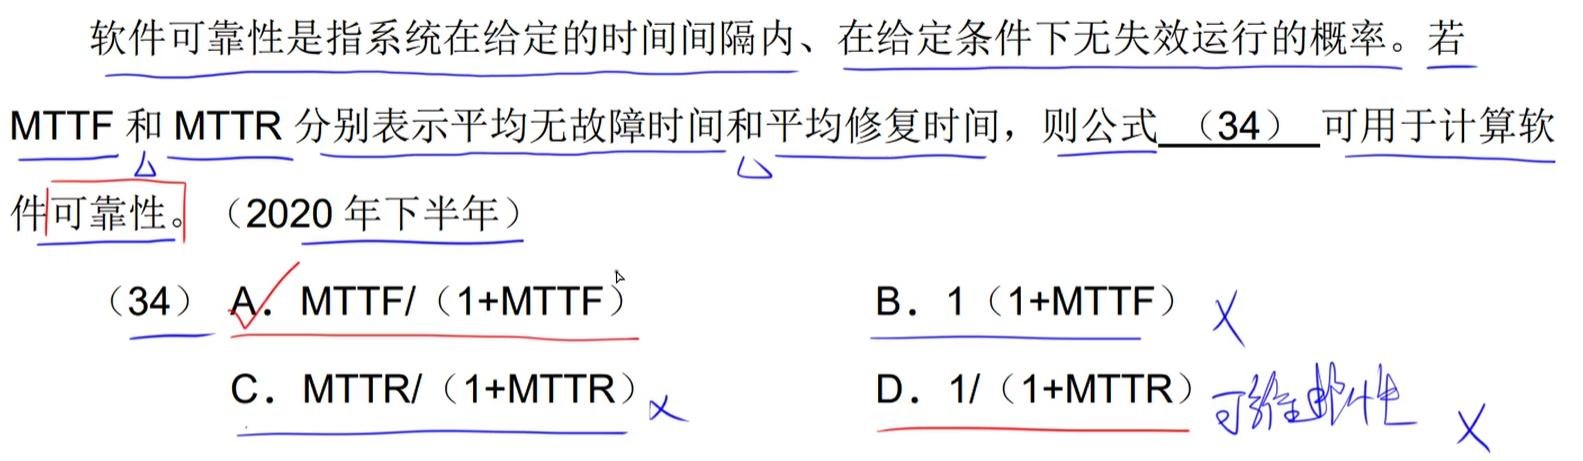 软件可靠性是指系统在给定的时间间隔内、在给定条件下无失效运行的概率。若
MTTF 和 MTTR 分别表示平均无故障时间和平均修复时间，则公式 （34） 可用于计算软
件可靠性。（2020 年下半年）
（34） A. MTTF/（1+MTTF） B. 1（1+MTTF） X
C. MTTR/（1+MTTR） X D. 1/（1+MTTR） 可维护性 X